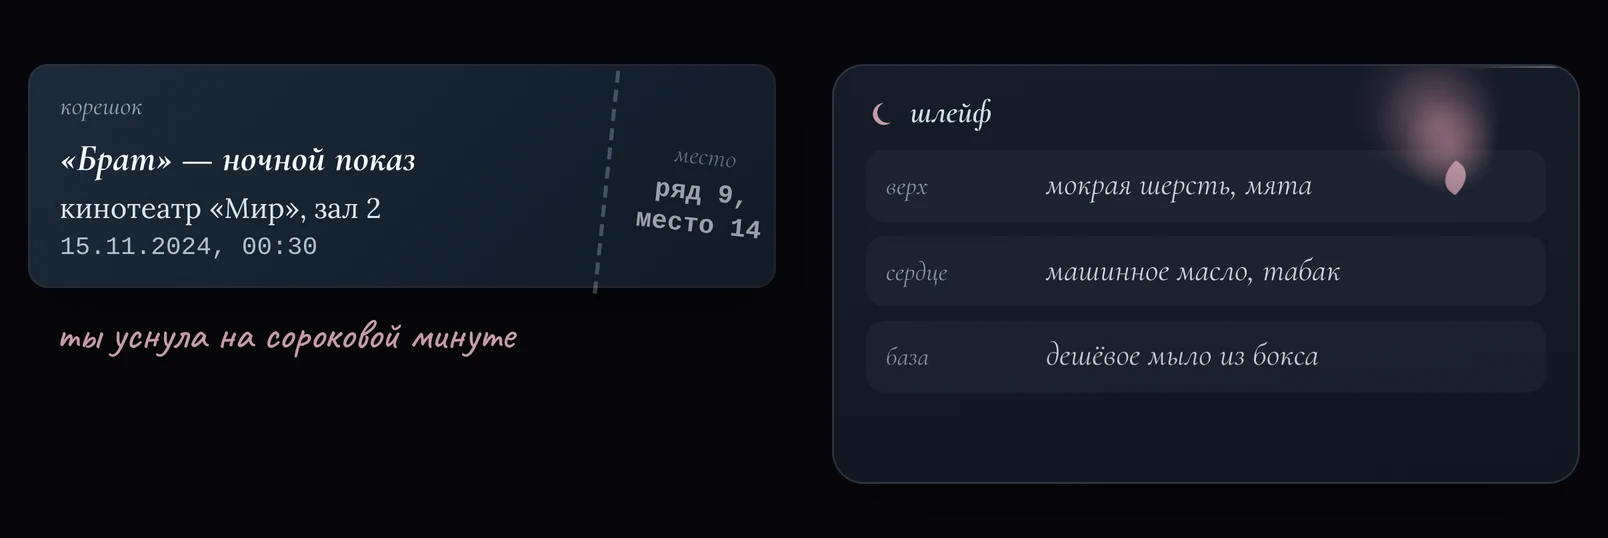 корешок
«Брат» — ночной показ
кинотеатр «Мир», зал 2
15.11.2024, 00:30
место
ряд 9,
место 14
ты уснула на сороковой минуте
шлейф
верх мокрая шерсть, мята
сердце машинное масло, табак
база дешёвое мыло из бокса